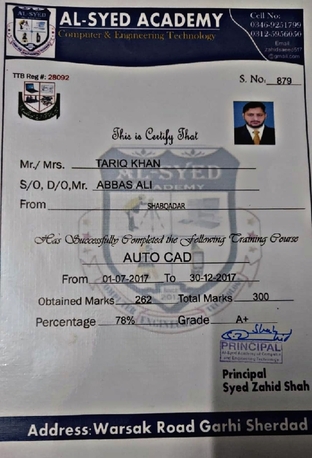 AL-SYED ACADEMY
Computer & Engineering Technology
Cell No:
0346-9251799
0312-5956056
Email
TTB Reg #: 28092
S. No. 879
This is Certify That
Mr./ Mrs. TARIQ KHAN
S/O, D/O,Mr. ABBAS ALI
From SHABQADAR
Has Successfully Completed the Following Training Course
AUTO CAD
From 01-07-2017 To 30-12-2017
Obtained Marks 262 Total Marks 300
Percentage 78% Grade A+
PRINCIPAL
Principal
Syed Zahid Shah
Address:Warsak Road Garhi Sherdad